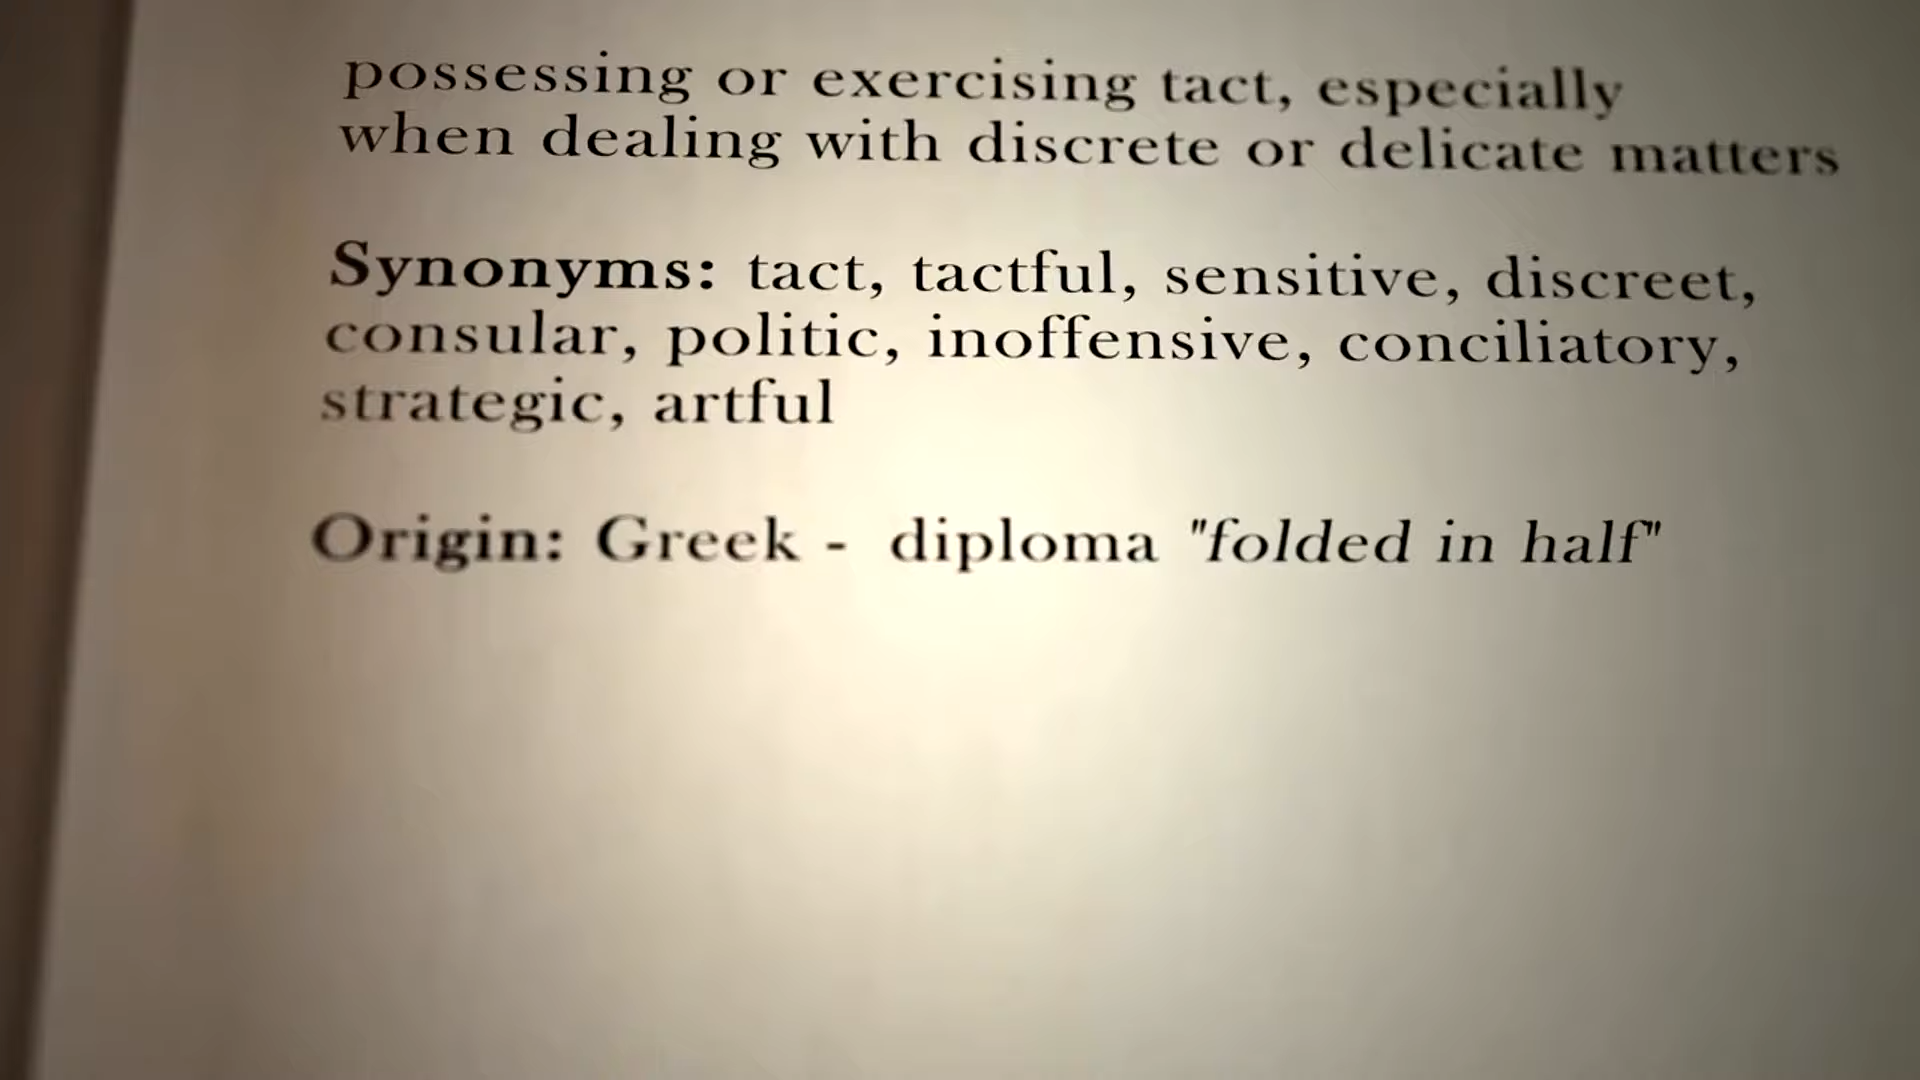 possessing or exercising tact, especially
when dealing with discrete or delicate matters
Synonyms: tact, tactful, sensitive, discreet,
consular, politic, inoffensive, conciliatory,
strategic, artful
Origin: Greek - diploma "folded in half"